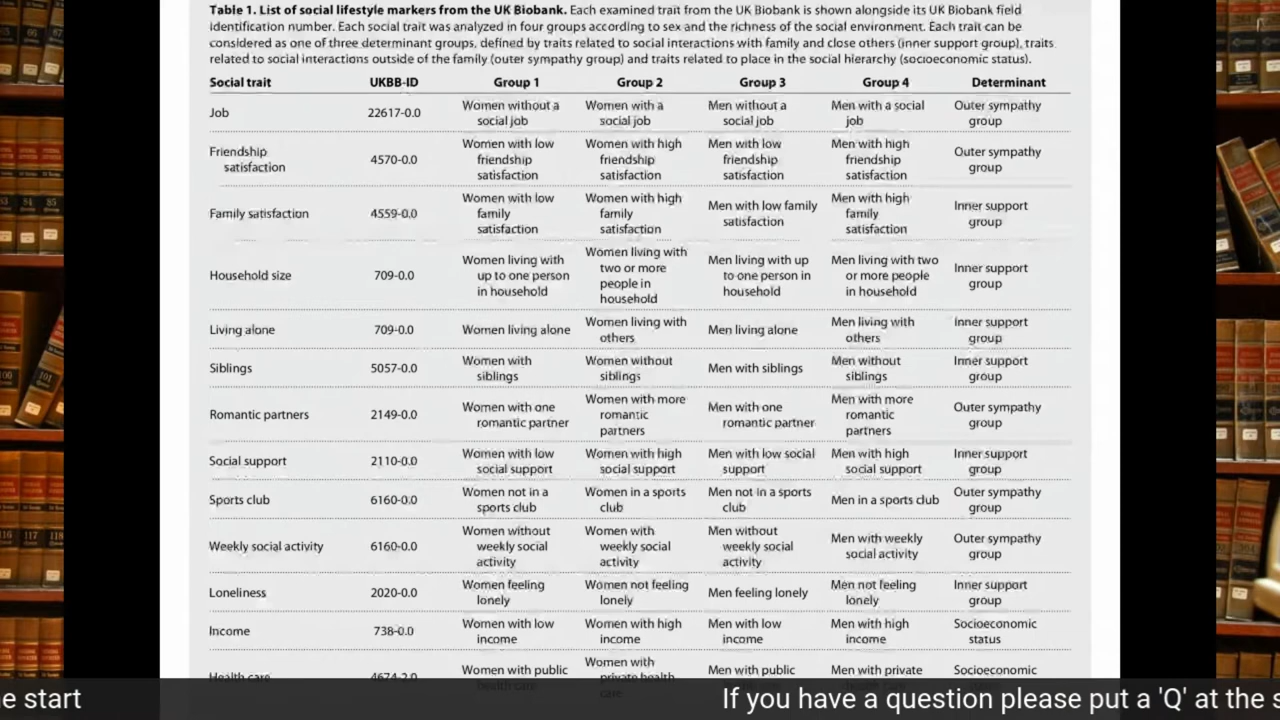 Table 1. List of social lifestyle markers from the UK Biobank. Each examined trait from the UK Biobank is shown alongside its UK Biobank field
identification number. Each social trait was analyzed in four groups according to sex and the richness of the social environment. Each trait can be
considered as one of three determinant groups, defined by traits related to social interactions with family and close others (inner support group), traits
related to social interactions outside of the family (outer sympathy group) and traits related to place in the social hierarchy (socioeconomic status).
Social trait UKBB-ID Group 1 Group 2 Group 3 Group 4 Determinant
Job 22617-0.0 Women without a Women with a Men without a Men with a social Outer sympathy
social job social job social job job group
Friendship 4570-0.0 Women with low Women with high Men with low Men with high Outer sympathy
satisfaction friendship friendship friendship friendship group
satisfaction satisfaction satisfaction satisfaction
Family satisfaction 4559-0.0 Women with low Women with high Men with low family Men with high Inner support
family family satisfaction family group
satisfaction satisfaction satisfaction
Household size 709-0.0 Women living with Women living with Men living with up Men living with two Inner support
up to one person two or more to one person in or more people group
in household people in household in household
household
Living alone 709-0.0 Women living alone Women living with Men living alone Men living with Inner support
others others group
Siblings 5057-0.0 Women with Women without Men with siblings Men without Inner support
siblings siblings siblings group
Romantic partners 2149-0.0 Women with one Women with more Men with one Men with more Outer sympathy
romantic partner romantic romantic partner romantic group
partners partners
Social support 2110-0.0 Women with low Women with high Men with low social Men with high Inner support
social support social support support social support group
Sports club 6160-0.0 Women not in a Women in a sports Men not in a sports Men in a sports club Outer sympathy
sports club club club group
Weekly social activity 6160-0.0 Women without Women with Men without Men with weekly Outer sympathy
weekly social weekly social weekly social social activity group
activity activity activity
Loneliness 2020-0.0 Women feeling Women not feeling Men feeling lonely Men not feeling Inner support
lonely lonely lonely group
Income 738-0.0 Women with low Women with high Men with low Men with high Socioeconomic
income income income income status
Health care 4674-2.0 Women with public Women with Men with public Men with private Socioeconomic
private health
care
e start If you have a question please put a 'Q' at the s